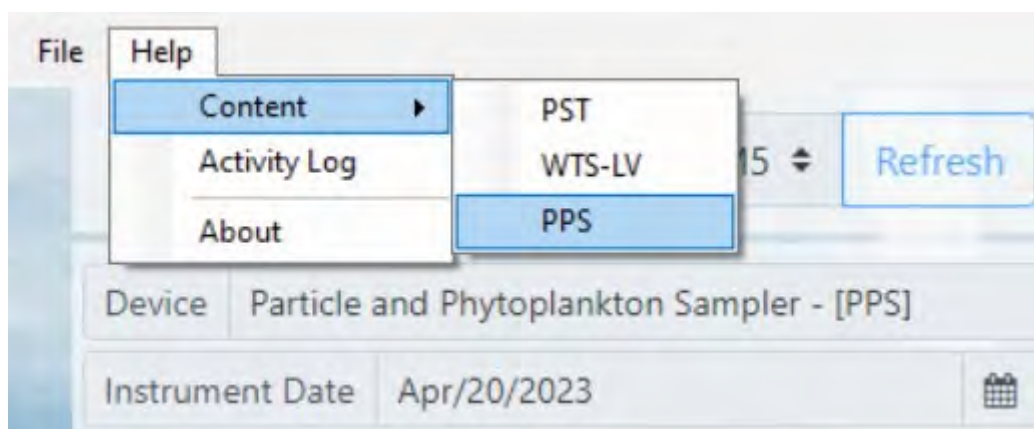 File Help
Content PST
Activity Log WTS-LV
About PPS
Refresh
Device Particle and Phytoplankton Sampler - [PPS]
Instrument Date Apr/20/2023